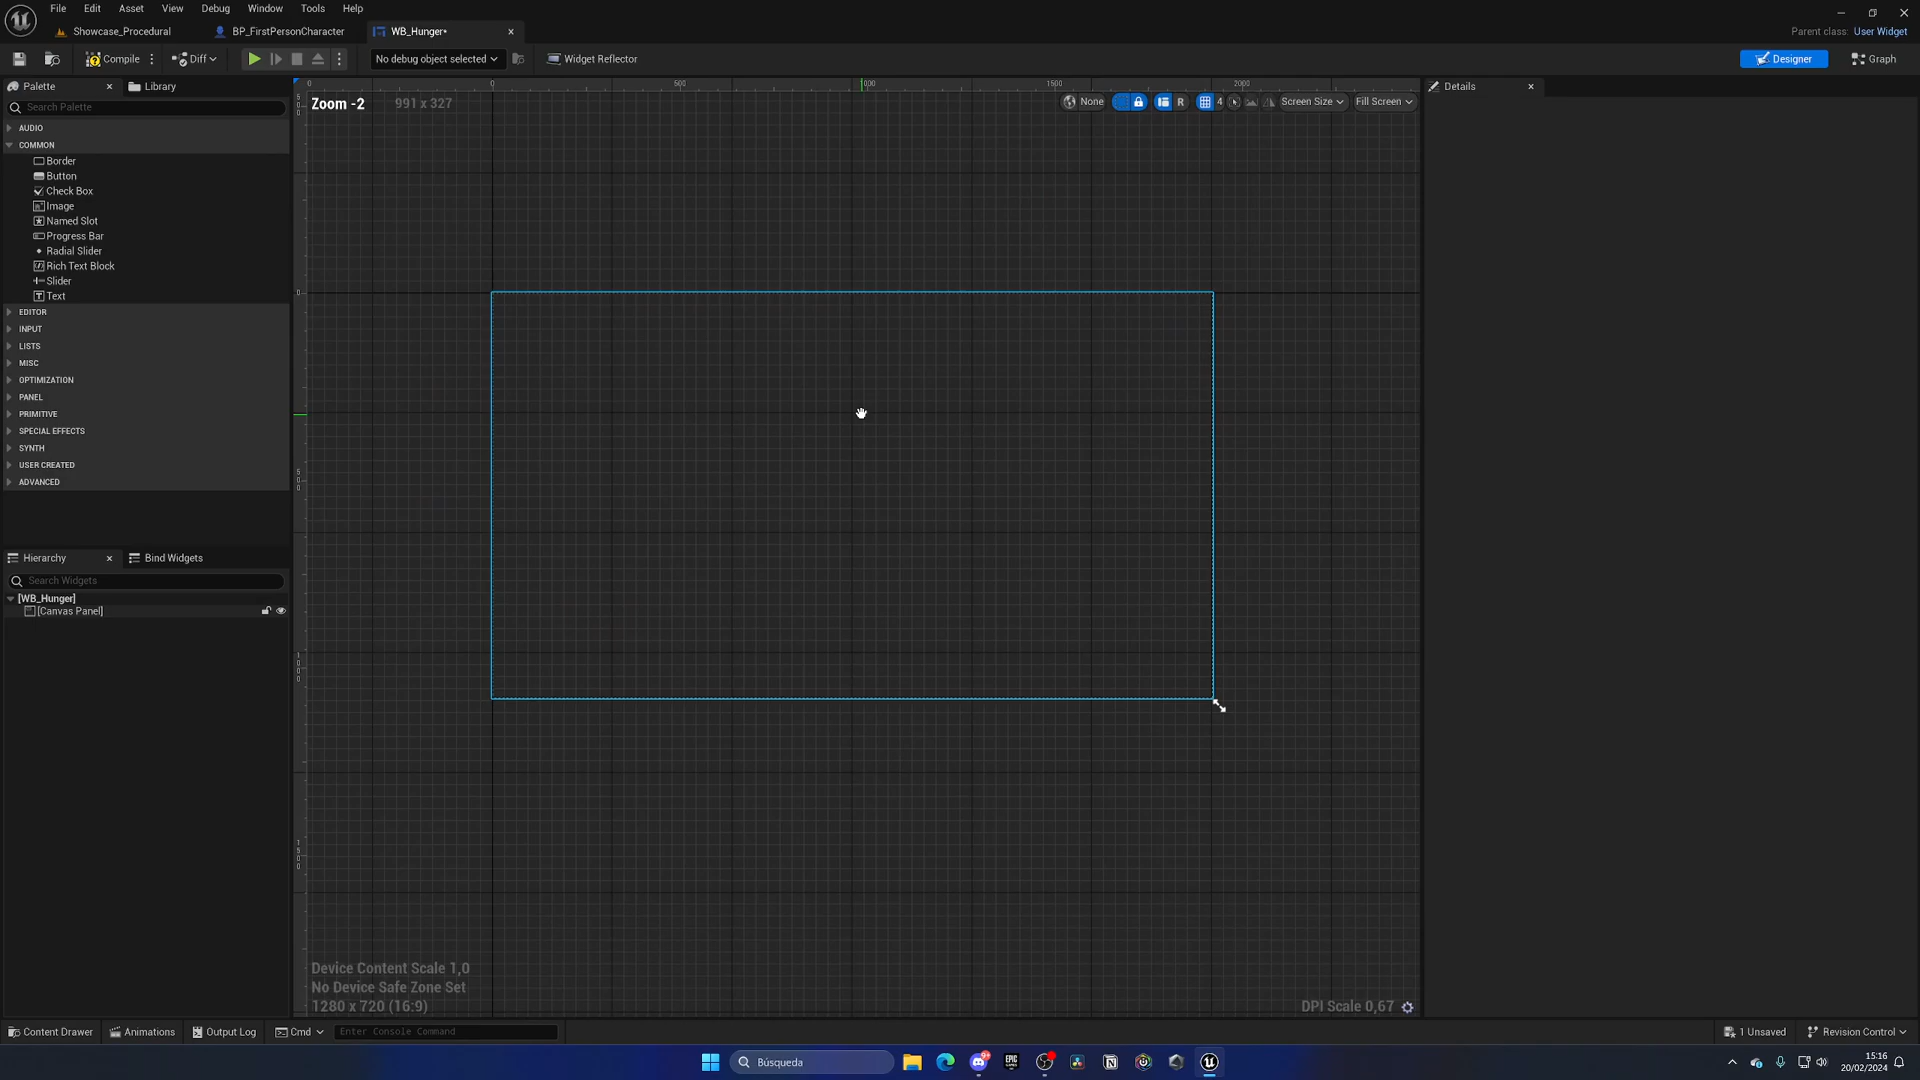 File Edit Asset View Debug Window Tools Help
Showcase_Procedural BP_FirstPersonCharacter WB_Hunger* Parent class: User Widget
Compile Diff No debug object selected Widget Reflector Designer Graph
Palette Library Details
Search Palette
Zoom -2 991 x 327 None R 4 Screen Size Fill Screen
AUDIO
COMMON
Border
Button
Check Box
Image
Named Slot
Progress Bar
Radial Slider
Rich Text Block
Slider
Text
EDITOR
INPUT
LISTS
MISC
OPTIMIZATION
PANEL
PRIMITIVE
SPECIAL EFFECTS
SYNTH
USER CREATED
ADVANCED
0 500 1500 2000
Hierarchy Bind Widgets
Search Widgets
[WB_Hunger]
[Canvas Panel]
Device Content Scale 1,0
No Device Safe Zone Set
1280 x 720 (16:9) DPI Scale 0,67
Content Drawer Animations Output Log Cmd Enter Console Command 1 Unsaved Revision Control
Búsqueda 15:16
20/02/2024